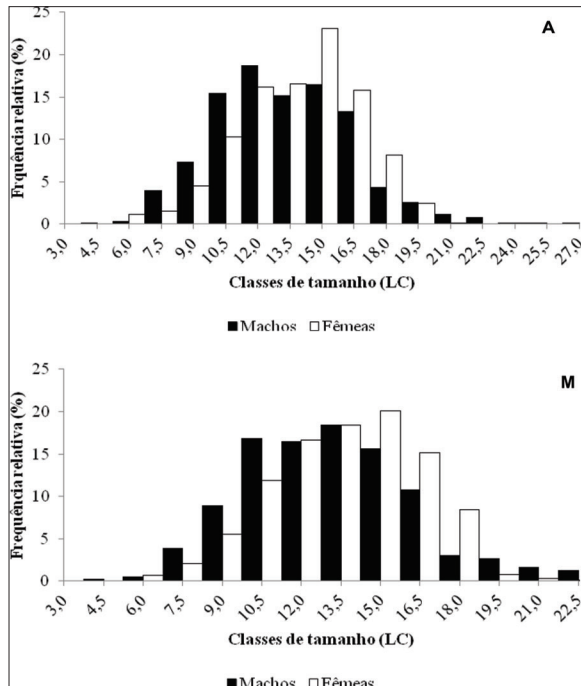 A
Frquência relativa (%)
25
20
15
10
5
0
3,0 4,5 6,0 7,5 9,0 10,5 12,0 13,5 15,0 16,5 18,0 19,5 21,0 22,5 24,0 25,5 27,0
Classes de tamanho (LC)
Machos Fêmeas
M
Frequência relativa (%)
25
20
15
10
5
0
3,0 4,5 6,0 7,5 9,0 10,5 12,0 13,5 15,0 16,5 18,0 19,5 21,0 22,5
Classes de tamanho (LC)
Machos Fêmeas